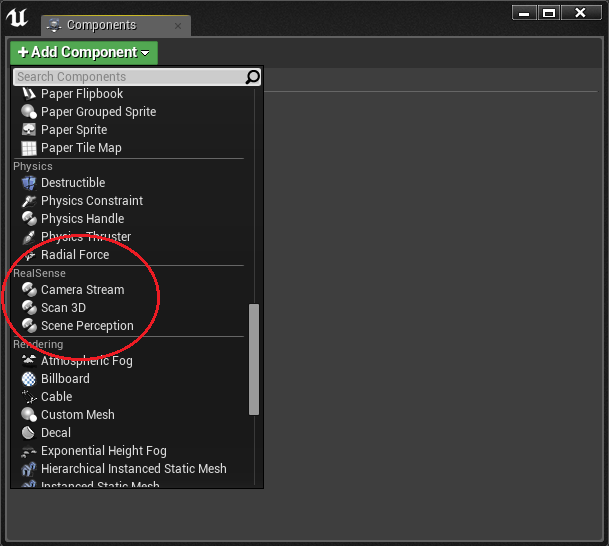 Components
+ Add Component
Search Components
Paper Flipbook
Paper Grouped Sprite
Paper Sprite
Paper Tile Map
Physics
Destructible
Physics Constraint
Physics Handle
Physics Thruster
Radial Force
RealSense
Camera Stream
Scan 3D
Scene Perception
Rendering
Atmospheric Fog
Billboard
Cable
Custom Mesh
Decal
Exponential Height Fog
Hierarchical Instanced Static Mesh
Instanced Static Mesh